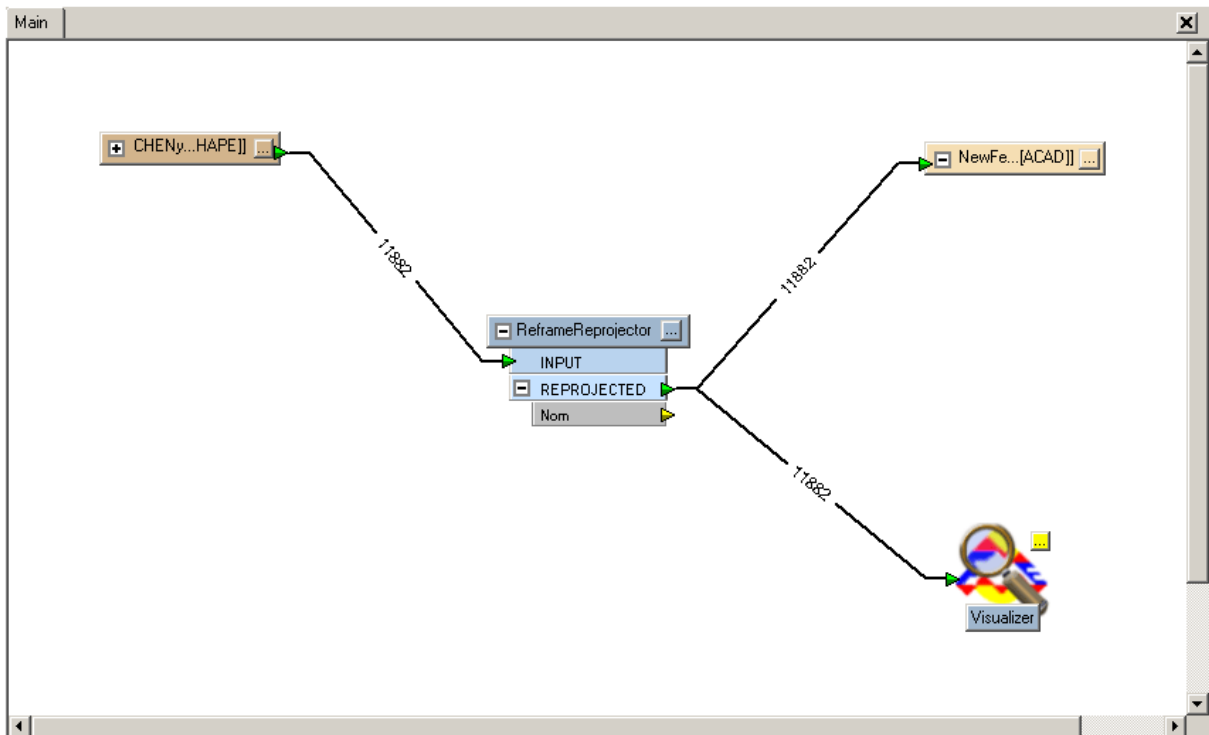 Main
CHENy...HAPE]] ...
NewFe...[ACAD]] ...
11882
11882
ReframeReprojector ...
INPUT
REPROJECTED
Nom
11882
...
Visualizer